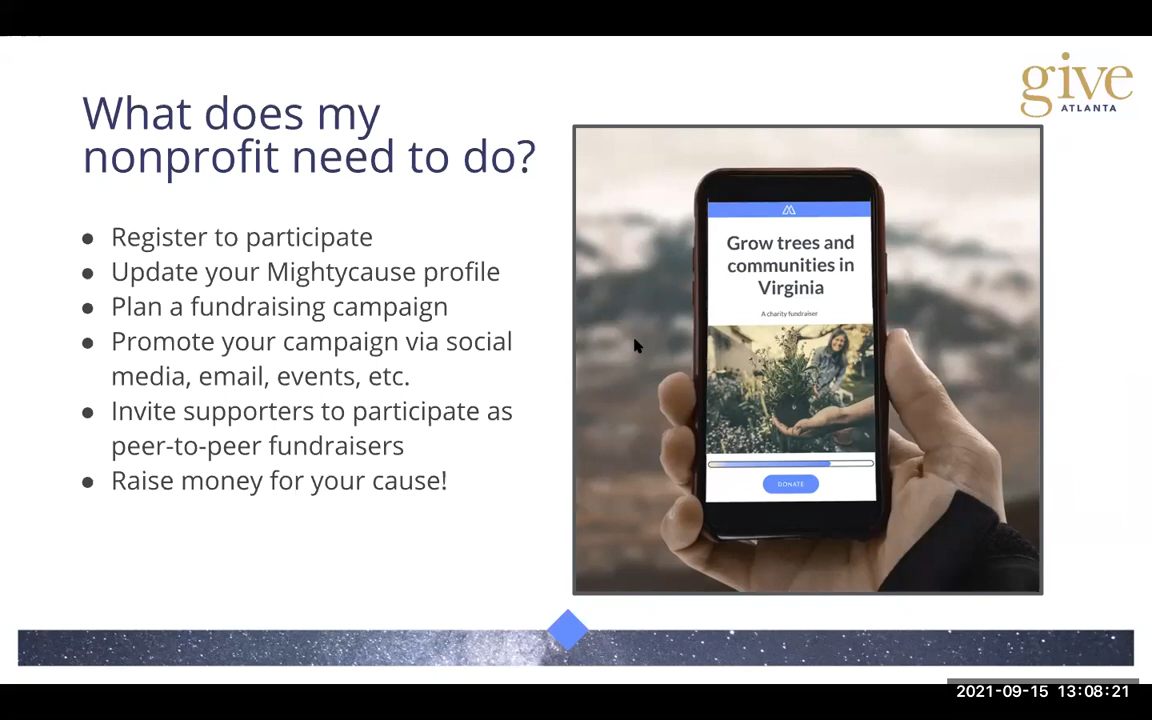 give
ATLANTA
What does my
nonprofit need to do?
● Register to participate
● Update your Mightycause profile
● Plan a fundraising campaign
● Promote your campaign via social
media, email, events, etc.
● Invite supporters to participate as
peer-to-peer fundraisers
● Raise money for your cause!
Grow trees and
communities in
Virginia
A charity fundraiser
DONATE
2021-09-15 13:08:21